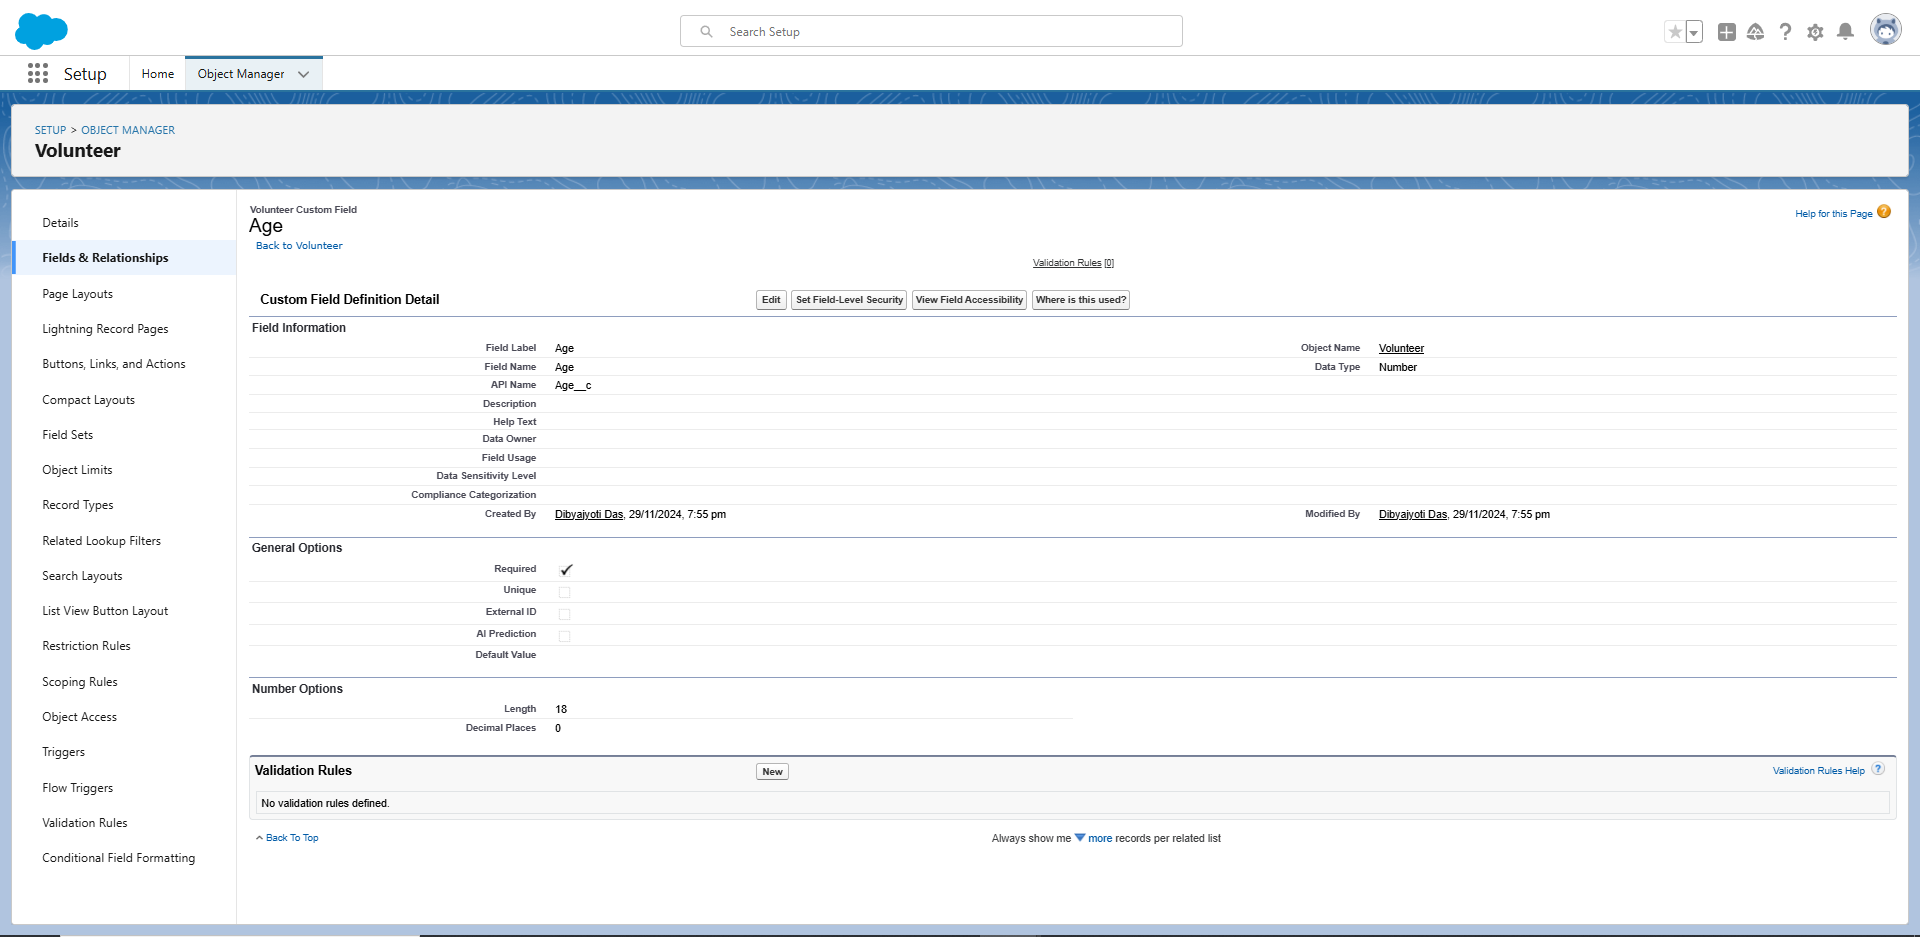 Search Setup
Setup
Home
Object Manager
SETUP > OBJECT MANAGER
Volunteer
Details
Fields & Relationships
Page Layouts
Lightning Record Pages
Buttons, Links, and Actions
Compact Layouts
Field Sets
Object Limits
Record Types
Related Lookup Filters
Search Layouts
List View Button Layout
Restriction Rules
Scoping Rules
Object Access
Triggers
Flow Triggers
Validation Rules
Conditional Field Formatting
Volunteer Custom Field
Age
Back to Volunteer
Help for this Page ?
Validation Rules [0]
Custom Field Definition Detail
Edit
Set Field-Level Security
View Field Accessibility
Where is this used?
Field Information
Field Label Age
Object Name Volunteer
Field Name Age
Data Type Number
API Name Age__c
Description
Help Text
Data Owner
Field Usage
Data Sensitivity Level
Compliance Categorization
Created By Dibyajyoti Das, 29/11/2024, 7:55 pm
Modified By Dibyajyoti Das, 29/11/2024, 7:55 pm
General Options
Required
Unique
External ID
AI Prediction
Default Value
Number Options
Length 18
Decimal Places 0
Validation Rules
New
Validation Rules Help ?
No validation rules defined.
Back To Top
Always show me more records per related list